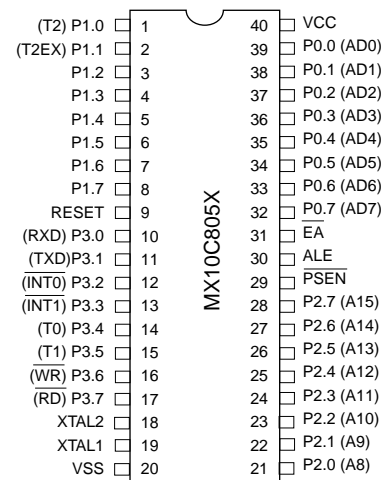 (T2) P1.0 1 40 VCC
(T2EX) P1.1 2 39 P0.0 (AD0)
P1.2 3 38 P0.1 (AD1)
P1.3 4 37 P0.2 (AD2)
P1.4 5 36 P0.3 (AD3)
P1.5 6 35 P0.4 (AD4)
P1.6 7 34 P0.5 (AD5)
P1.7 8 33 P0.6 (AD6)
RESET 9 32 P0.7 (AD7)
(RXD) P3.0 10 31 EA
(TXD)P3.1 11 30 ALE
(INT0) P3.2 12 29 PSEN
(INT1) P3.3 13 28 P2.7 (A15)
(T0) P3.4 14 27 P2.6 (A14)
(T1) P3.5 15 26 P2.5 (A13)
(WR) P3.6 16 25 P2.4 (A12)
(RD) P3.7 17 24 P2.3 (A11)
XTAL2 18 23 P2.2 (A10)
XTAL1 19 22 P2.1 (A9)
VSS 20 21 P2.0 (A8)
MX10C805X